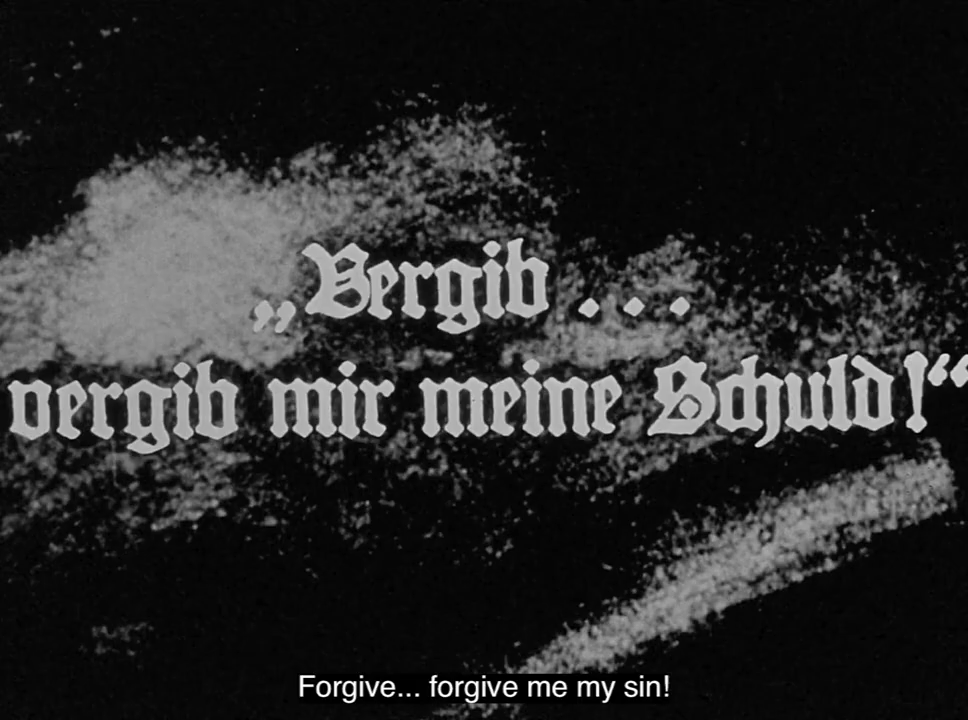 „Vergib . . .
vergib mir meine Schuld!“
Forgive... forgive me my sin!